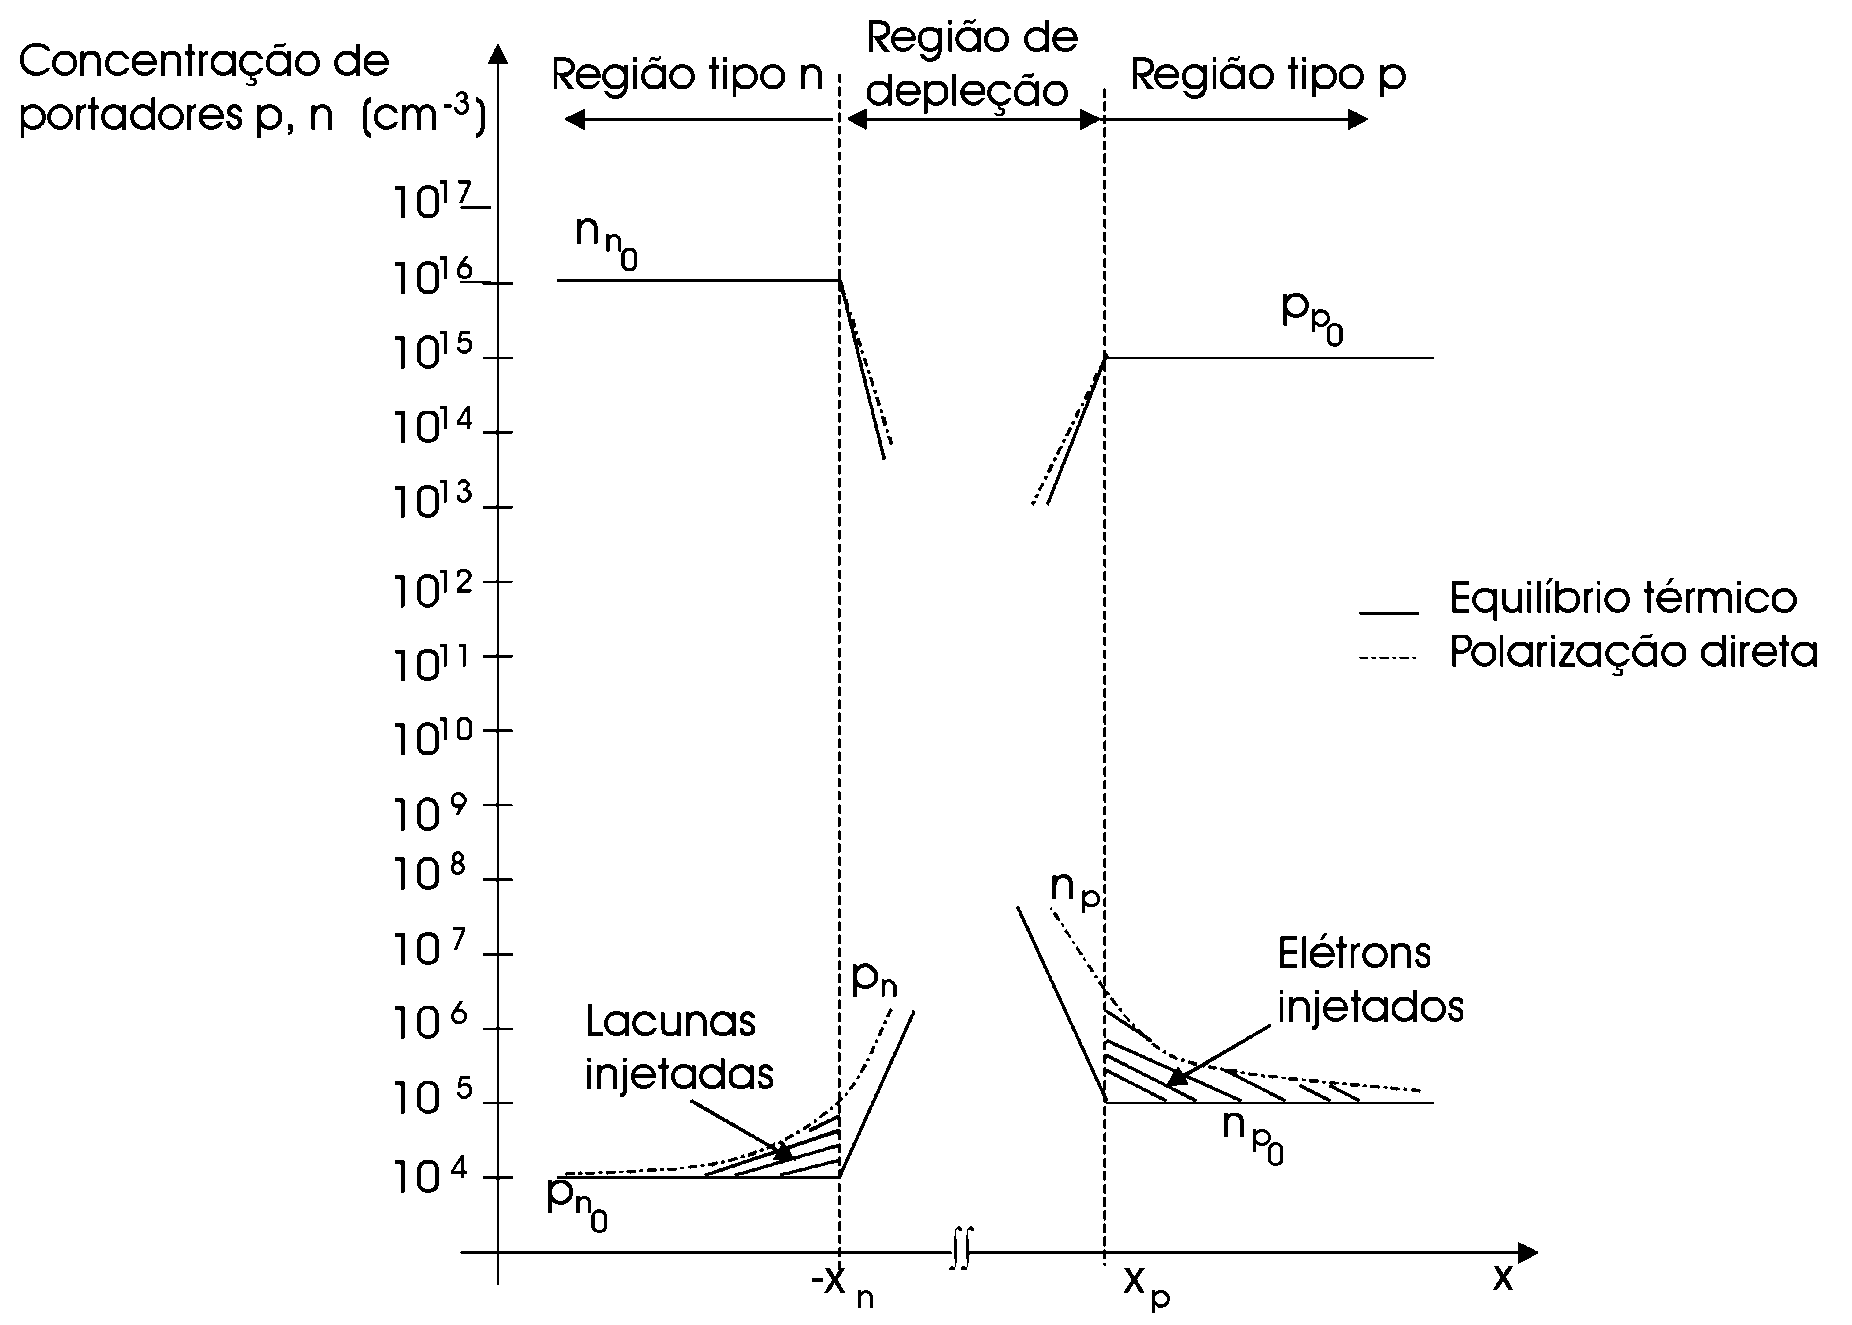 Concentração de
portadores p, n (cm⁻³)
Região tipo n
Região de
depleção
Região tipo p
10¹⁷
10¹⁶
10¹⁵
10¹⁴
10¹³
10¹²
10¹¹
10¹⁰
10⁹
10⁸
10⁷
10⁶
10⁵
10⁴
nₙ₀
pₚ₀
Equilíbrio térmico
Polarização direta
nₚ
pₙ
Elétrons
injetados
Lacunas
injetadas
nₚ₀
pₙ₀
-xₙ
xₚ
x